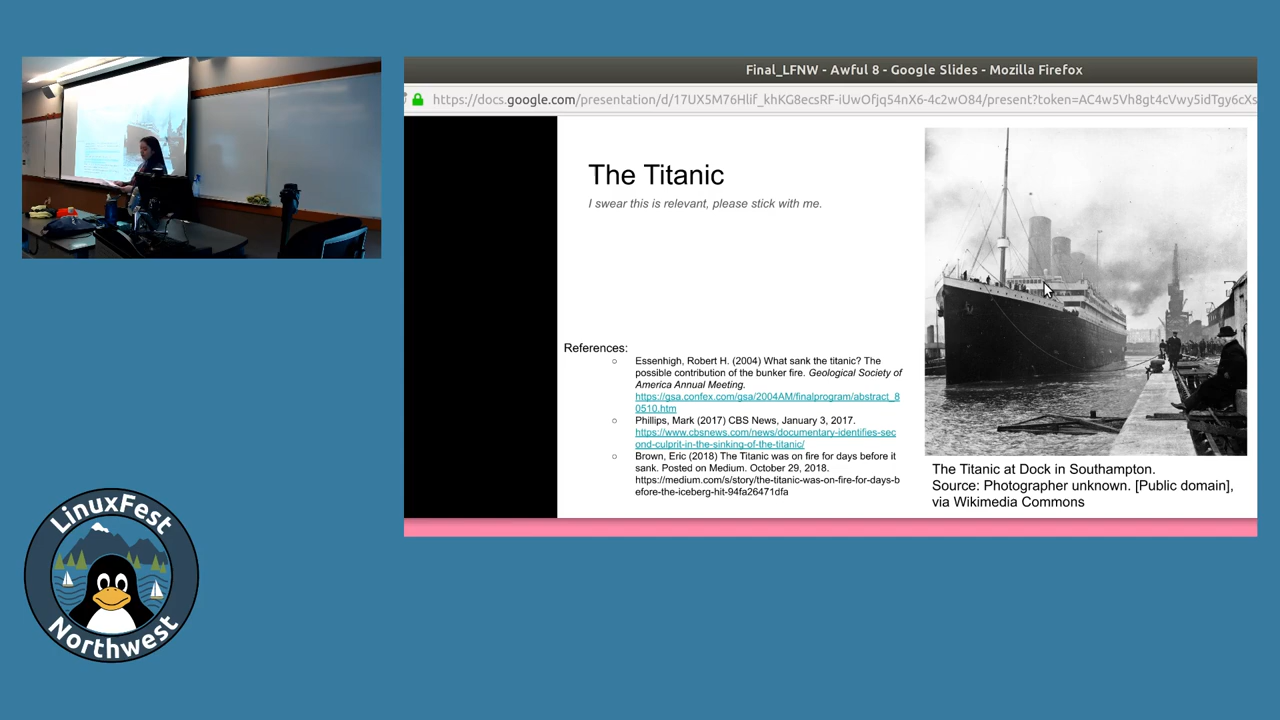 Final_LFNW - Awful 8 - Google Slides - Mozilla Firefox
https://docs.google.com/presentation/d/17UX5M76Hlif_khKG8ecsRF-iUwOfjq54nX6-4c2wO84/present?token=AC4w5Vh8gt4cVwy5idTgy6cXs
The Titanic
I swear this is relevant, please stick with me.
References:
○ Essenhigh, Robert H. (2004) What sank the titanic? The
possible contribution of the bunker fire. Geological Society of
America Annual Meeting.
https://gsa.confex.com/gsa/2004AM/finalprogram/abstract_8
0510.htm
○ Phillips, Mark (2017) CBS News, January 3, 2017.
https://www.cbsnews.com/news/documentary-identifies-sec
ond-culprit-in-the-sinking-of-the-titanic/
○ Brown, Eric (2018) The Titanic was on fire for days before it
sank. Posted on Medium. October 29, 2018.
https://medium.com/s/story/the-titanic-was-on-fire-for-days-b
efore-the-iceberg-hit-94fa26471dfa
The Titanic at Dock in Southampton.
Source: Photographer unknown. [Public domain],
via Wikimedia Commons
LinuxFest
Northwest